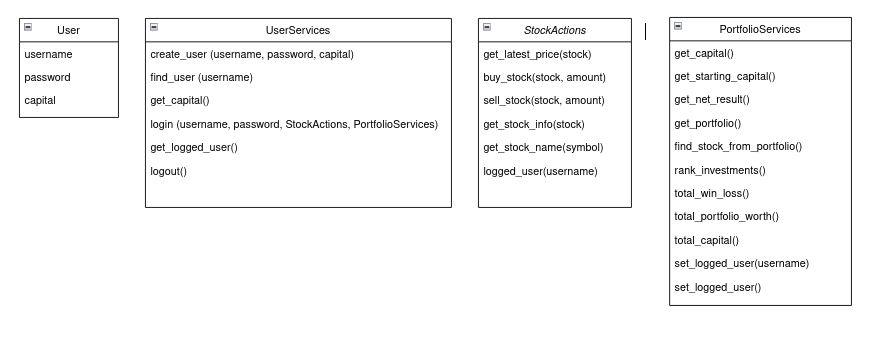 User
username
password
capital
UserServices
create_user (username, password, capital)
find_user (username)
get_capital()
login (username, password, StockActions, PortfolioServices)
get_logged_user()
logout()
StockActions
get_latest_price(stock)
buy_stock(stock, amount)
sell_stock(stock, amount)
get_stock_info(stock)
get_stock_name(symbol)
logged_user(username)
PortfolioServices
get_capital()
get_starting_capital()
get_net_result()
get_portfolio()
find_stock_from_portfolio()
rank_investments()
total_win_loss()
total_portfolio_worth()
total_capital()
set_logged_user(username)
set_logged_user()